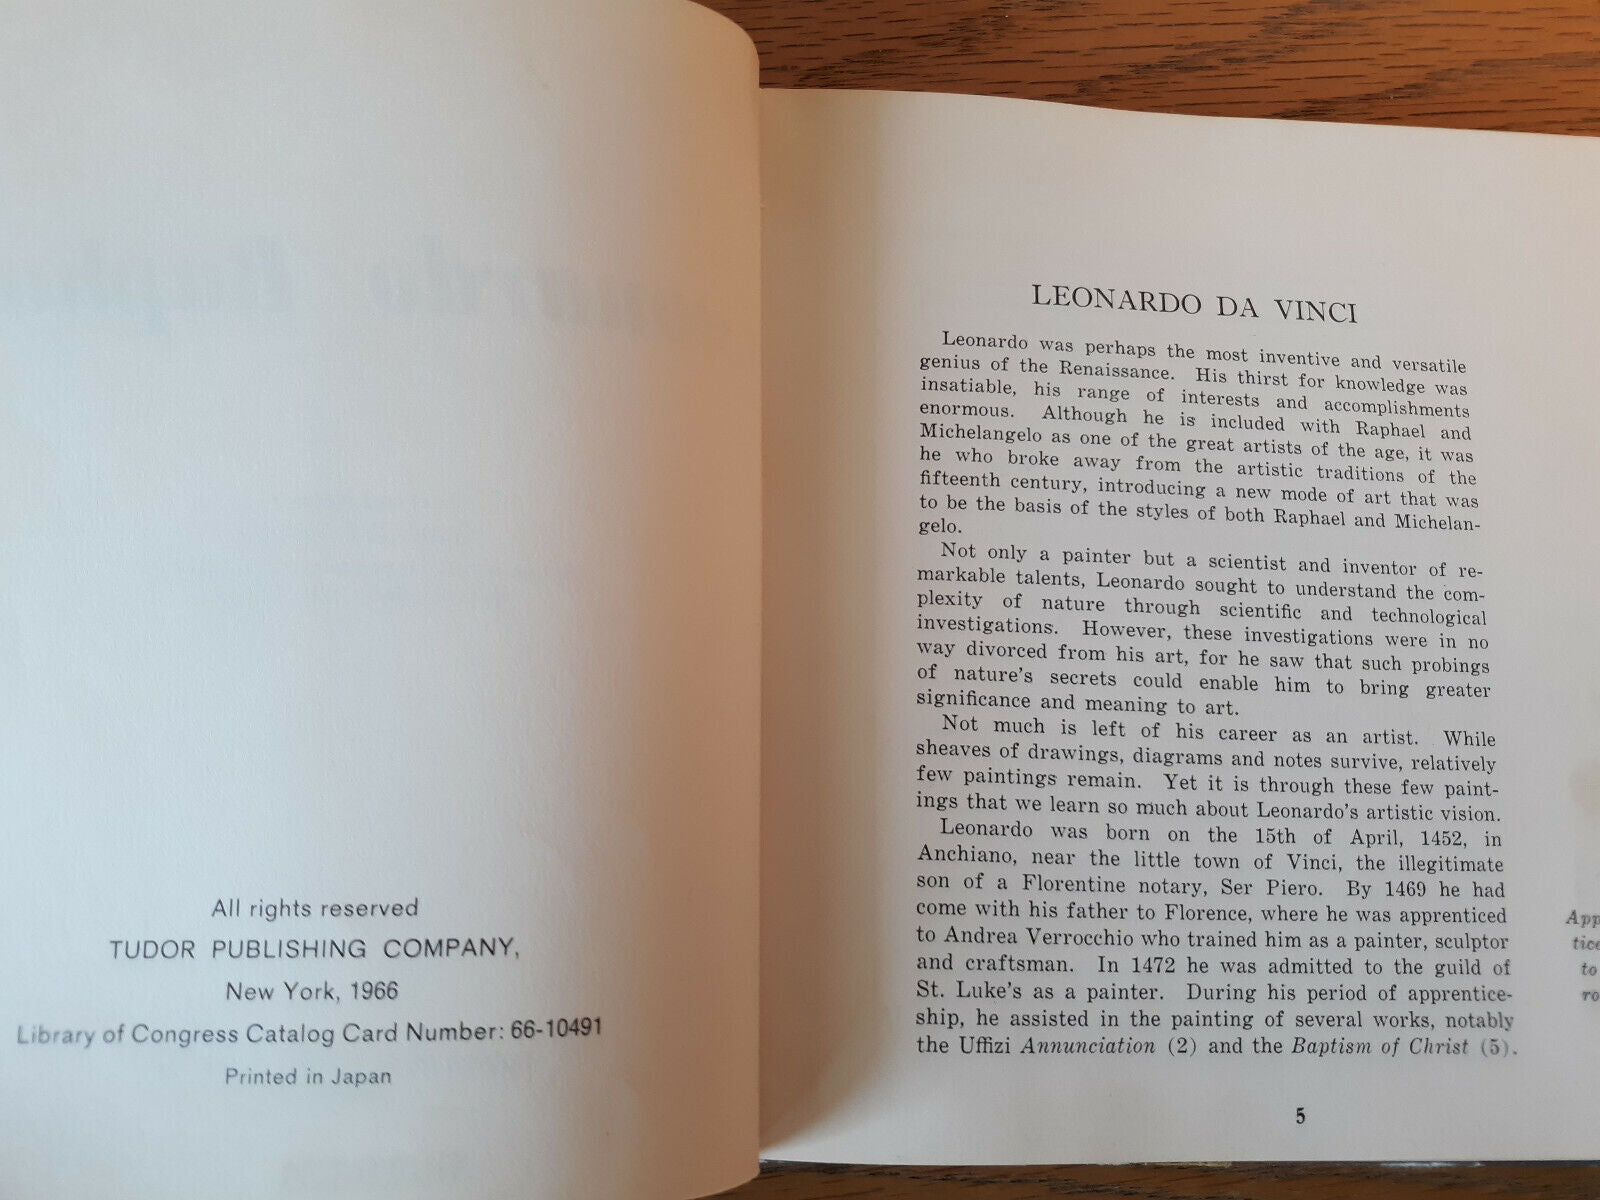 All rights reserved
TUDOR PUBLISHING COMPANY,
New York, 1966
Library of Congress Catalog Card Number: 66-10491
Printed in Japan
LEONARDO DA VINCI
Leonardo was perhaps the most inventive and versatile
genius of the Renaissance. His thirst for knowledge was
insatiable, his range of interests and accomplishments
enormous. Although he is included with Raphael and
Michelangelo as one of the great artists of the age, it was
he who broke away from the artistic traditions of the
fifteenth century, introducing a new mode of art that was
to be the basis of the styles of both Raphael and Michelan-
gelo.
Not only a painter but a scientist and inventor of re-
markable talents, Leonardo sought to understand the com-
plexity of nature through scientific and technological
investigations. However, these investigations were in no
way divorced from his art, for he saw that such probings
of nature's secrets could enable him to bring greater
significance and meaning to art.
Not much is left of his career as an artist. While
sheaves of drawings, diagrams and notes survive, relatively
few paintings remain. Yet it is through these few paint-
ings that we learn so much about Leonardo's artistic vision.
Leonardo was born on the 15th of April, 1452, in
Anchiano, near the little town of Vinci, the illegitimate
son of a Florentine notary, Ser Piero. By 1469 he had
come with his father to Florence, where he was apprenticed
to Andrea Verrocchio who trained him as a painter, sculptor
and craftsman. In 1472 he was admitted to the guild of
St. Luke's as a painter. During his period of apprentice-
ship, he assisted in the painting of several works, notably
the Uffizi Annunciation (2) and the Baptism of Christ (5).
5
to